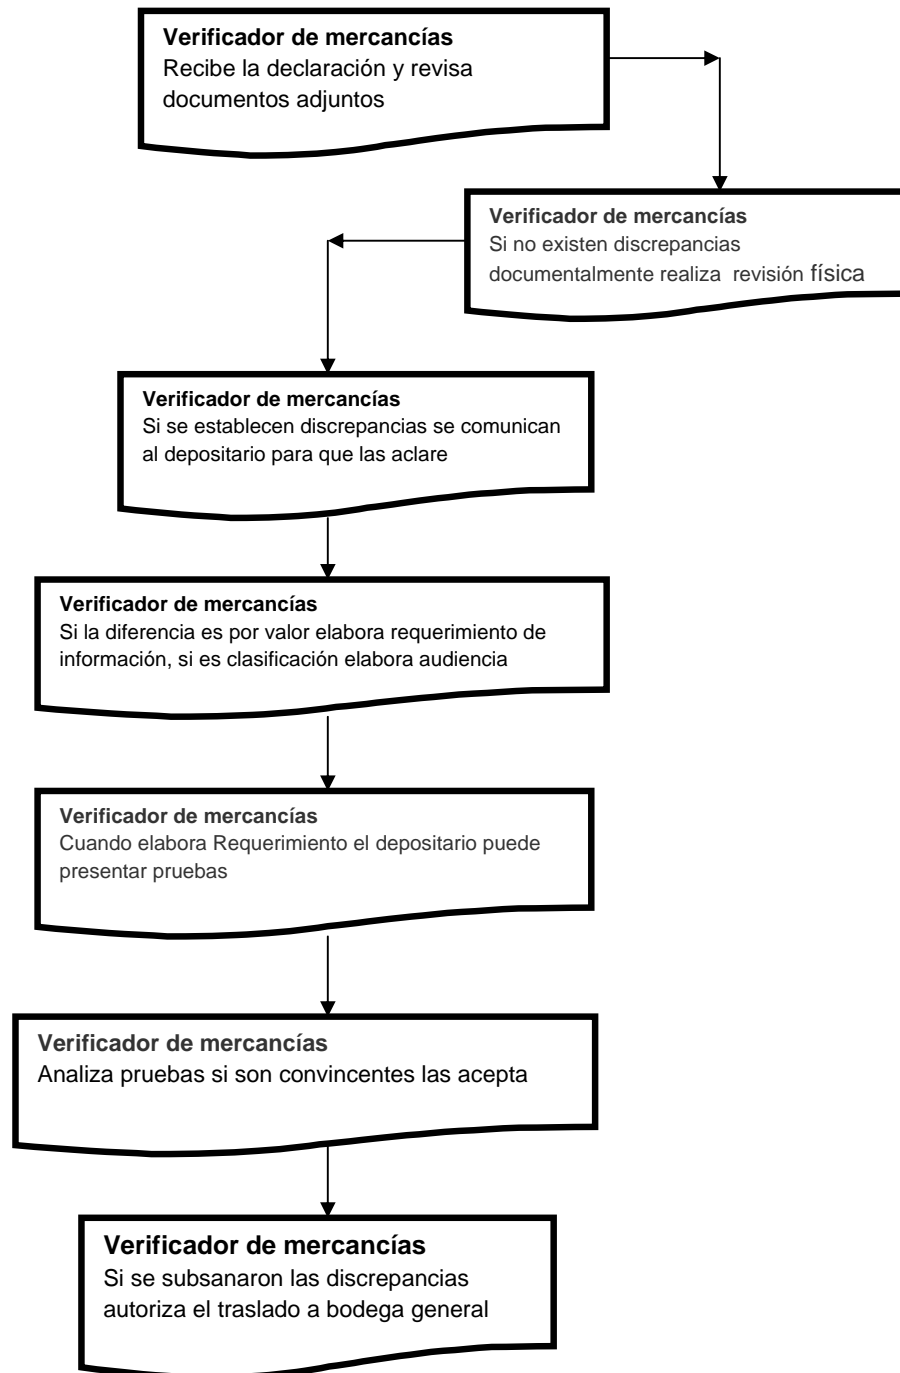 Verificador de mercancías
Recibe la declaración y revisa
documentos adjuntos
Verificador de mercancías
Si no existen discrepancias
documentalmente realiza  revisión física
Verificador de mercancías
Si se establecen discrepancias se comunican
al depositario para que las aclare
Verificador de mercancías
Si la diferencia es por valor elabora requerimiento de
información, si es clasificación elabora audiencia
Verificador de mercancías
Cuando elabora Requerimiento el depositario puede
presentar pruebas
Verificador de mercancías
Analiza pruebas si son convincentes las acepta
Verificador de mercancías
Si se subsanaron las discrepancias
autoriza el traslado a bodega general